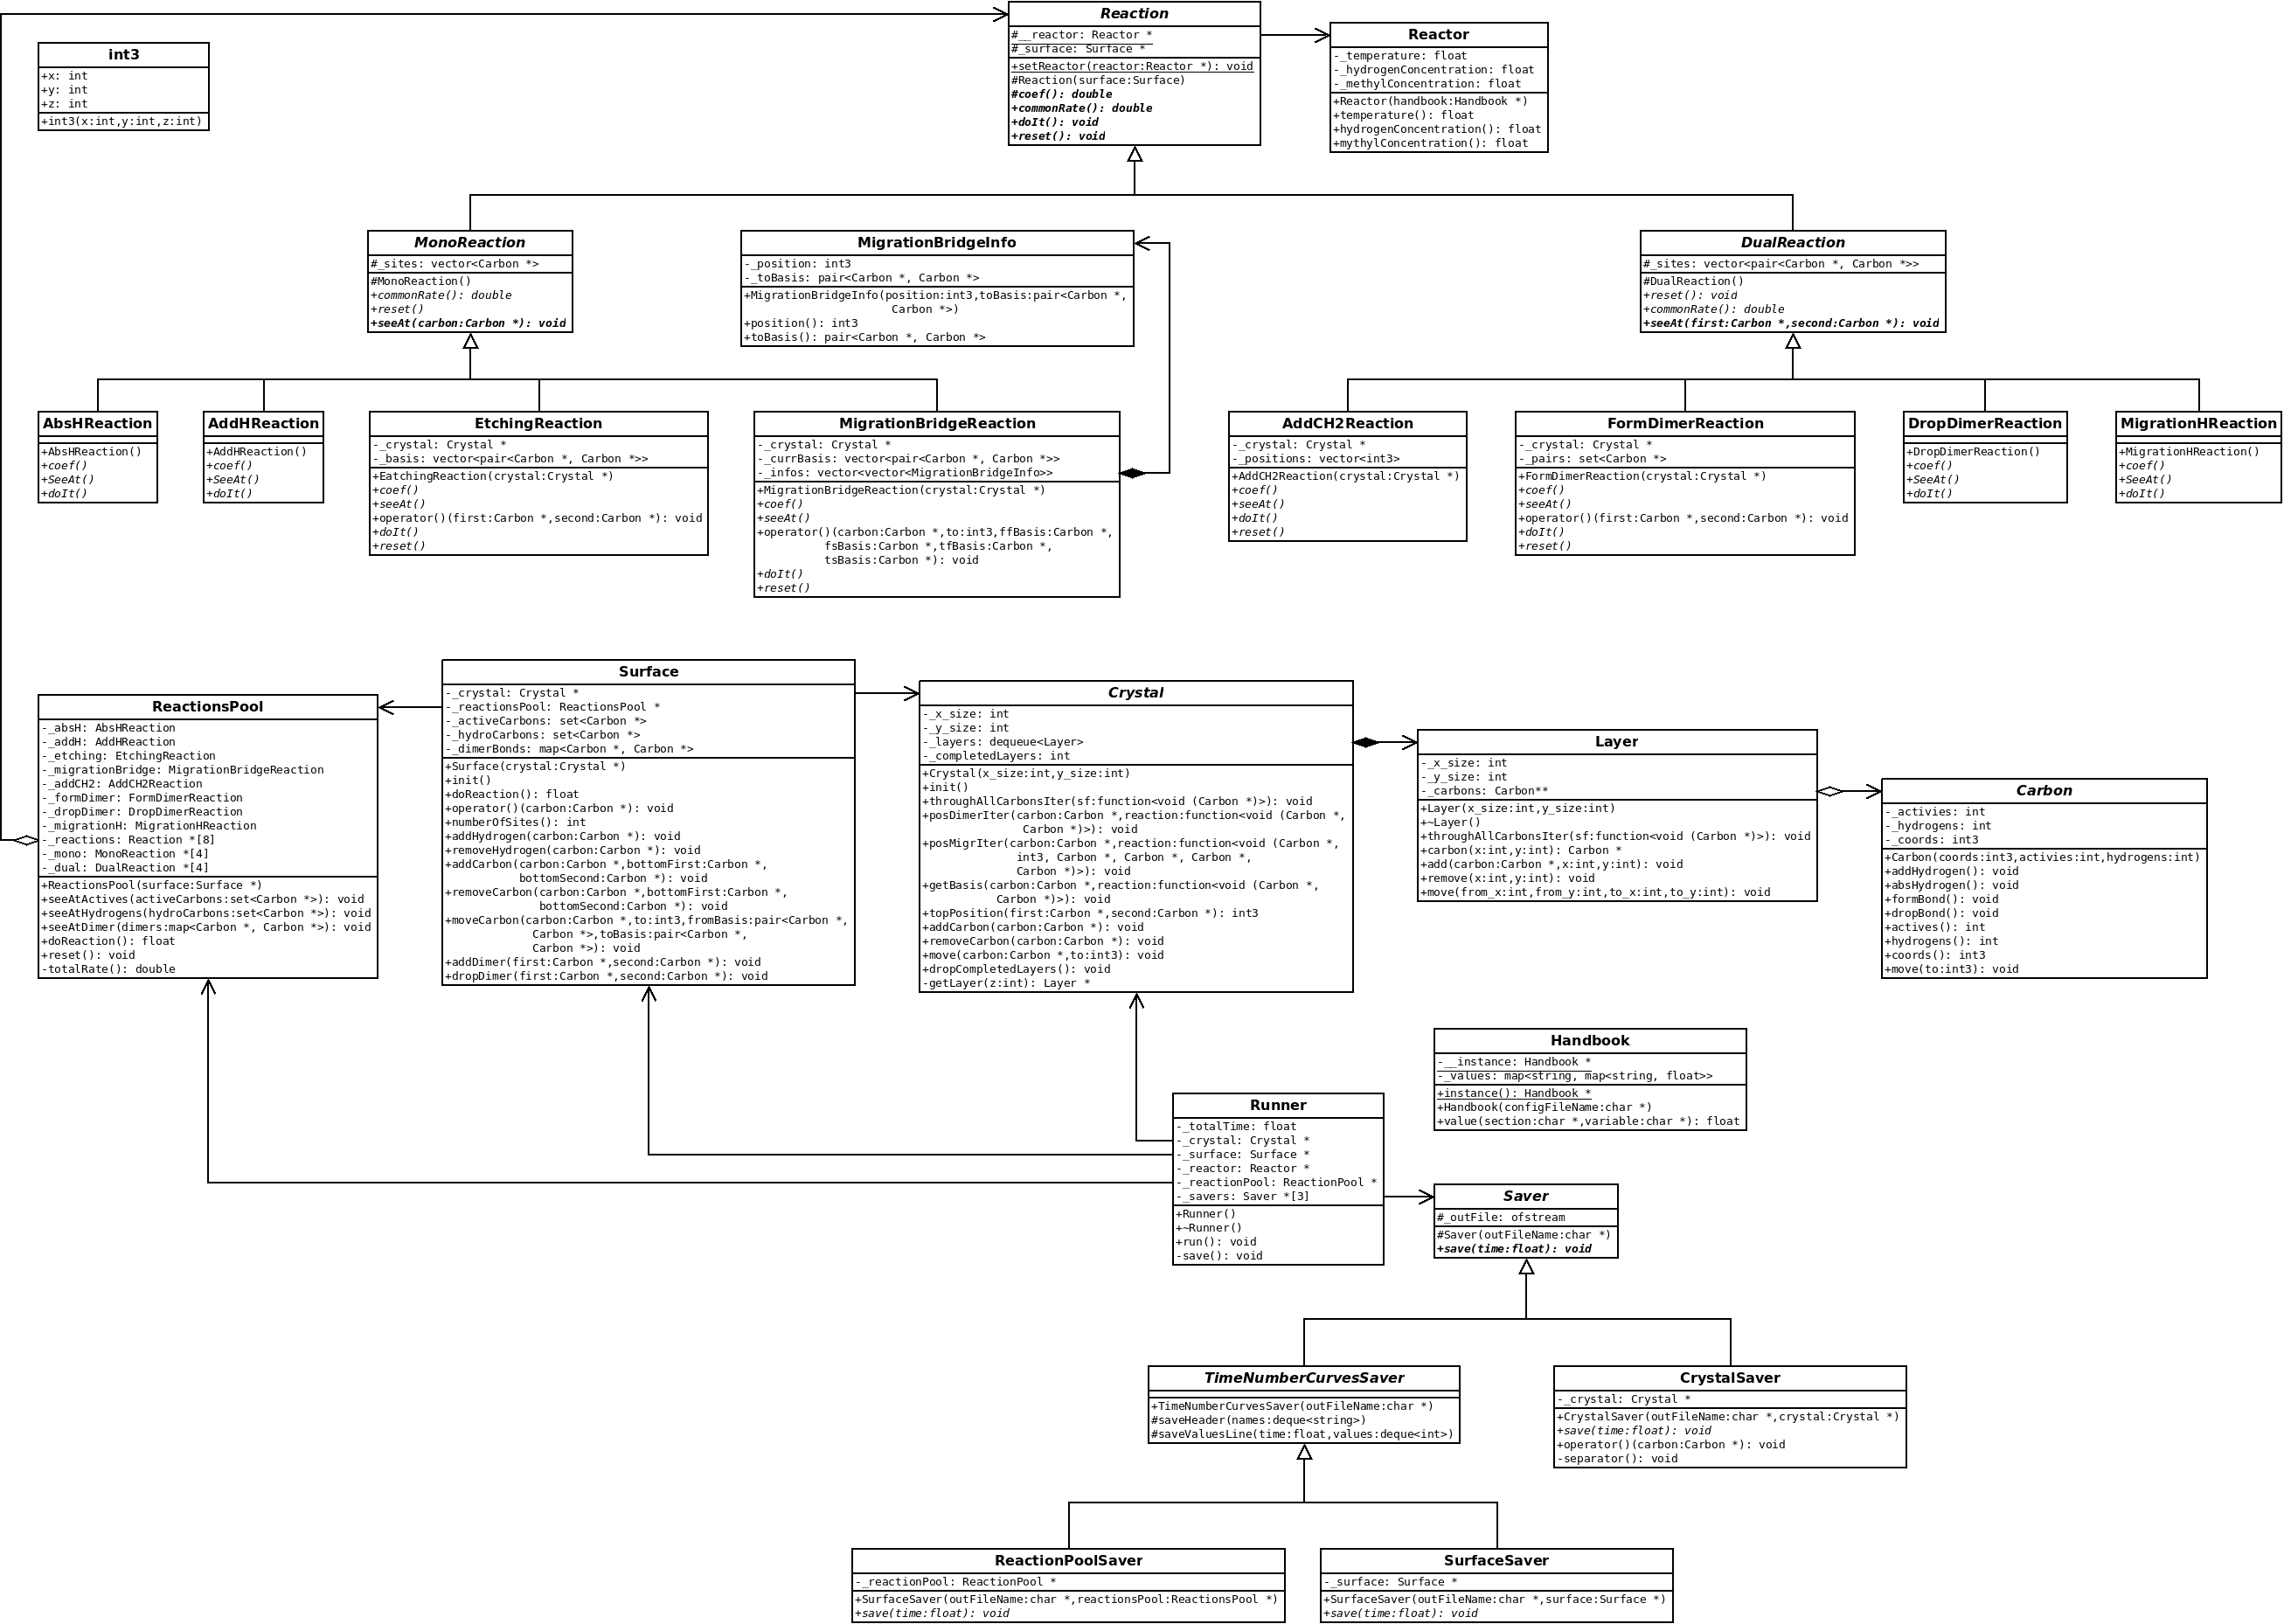 Reaction
#__reactor: Reactor *
#_surface: Surface *
+setReactor(reactor:Reactor *): void
#Reaction(surface:Surface)
#coef(): double
+commonRate(): double
+doIt(): void
+reset(): void
Reactor
-_temperature: float
-_hydrogenConcentration: float
-_methylConcentration: float
+Reactor(handbook:Handbook *)
+temperature(): float
+hydrogenConcentration(): float
+mythylConcentration(): float
int3
+x: int
+y: int
+z: int
+int3(x:int,y:int,z:int)
MonoReaction
#_sites: vector<Carbon *>
#MonoReaction()
+commonRate(): double
+reset()
+seeAt(carbon:Carbon *): void
MigrationBridgeInfo
-_position: int3
-_toBasis: pair<Carbon *, Carbon *>
+MigrationBridgeInfo(position:int3,toBasis:pair<Carbon *,
Carbon *>)
+position(): int3
+toBasis(): pair<Carbon *, Carbon *>
DualReaction
#_sites: vector<pair<Carbon *, Carbon *>>
#DualReaction()
+reset(): void
+commonRate(): double
+seeAt(first:Carbon *,second:Carbon *): void
AbsHReaction
+AbsHReaction()
+coef()
+SeeAt()
+doIt()
AddHReaction
+AddHReaction()
+coef()
+SeeAt()
+doIt()
EtchingReaction
-_crystal: Crystal *
-_basis: vector<pair<Carbon *, Carbon *>>
+EatchingReaction(crystal:Crystal *)
+coef()
+seeAt()
+operator()(first:Carbon *,second:Carbon *): void
+doIt()
+reset()
MigrationBridgeReaction
-_crystal: Crystal *
-_currBasis: vector<pair<Carbon *, Carbon *>>
-_infos: vector<vector<MigrationBridgeInfo>>
+MigrationBridgeReaction(crystal:Crystal *)
+coef()
+seeAt()
+operator()(carbon:Carbon *,to:int3,ffBasis:Carbon *,
fsBasis:Carbon *,tfBasis:Carbon *,
tsBasis:Carbon *): void
+doIt()
+reset()
AddCH2Reaction
-_crystal: Crystal *
-_positions: vector<int3>
+AddCH2Reaction(crystal:Crystal *)
+coef()
+seeAt()
+doIt()
+reset()
FormDimerReaction
-_crystal: Crystal *
-_pairs: set<Carbon *>
+FormDimerReaction(crystal:Crystal *)
+coef()
+seeAt()
+operator()(first:Carbon *,second:Carbon *): void
+doIt()
+reset()
DropDimerReaction
+DropDimerReaction()
+coef()
+SeeAt()
+doIt()
MigrationHReaction
+MigrationHReaction()
+coef()
+SeeAt()
+doIt()
ReactionsPool
-_absH: AbsHReaction
-_addH: AddHReaction
-_etching: EtchingReaction
-_migrationBridge: MigrationBridgeReaction
-_addCH2: AddCH2Reaction
-_formDimer: FormDimerReaction
-_dropDimer: DropDimerReaction
-_migrationH: MigrationHReaction
-_reactions: Reaction *[8]
-_mono: MonoReaction *[4]
-_dual: DualReaction *[4]
+ReactionsPool(surface:Surface *)
+seeAtActives(activeCarbons:set<Carbon *>): void
+seeAtHydrogens(hydroCarbons:set<Carbon *>): void
+seeAtDimer(dimers:map<Carbon *, Carbon *>): void
+doReaction(): float
+reset(): void
-totalRate(): double
Surface
-_crystal: Crystal *
-_reactionsPool: ReactionsPool *
-_activeCarbons: set<Carbon *>
-_hydroCarbons: set<Carbon *>
-_dimerBonds: map<Carbon *, Carbon *>
+Surface(crystal:Crystal *)
+init()
+doReaction(): float
+operator()(carbon:Carbon *): void
+numberOfSites(): int
+addHydrogen(carbon:Carbon *): void
+removeHydrogen(carbon:Carbon *): void
+addCarbon(carbon:Carbon *,bottomFirst:Carbon *,
bottomSecond:Carbon *): void
+removeCarbon(carbon:Carbon *,bottomFirst:Carbon *,
bottomSecond:Carbon *): void
+moveCarbon(carbon:Carbon *,to:int3,fromBasis:pair<Carbon *,
Carbon *>,toBasis:pair<Carbon *,
Carbon *>): void
+addDimer(first:Carbon *,second:Carbon *): void
+dropDimer(first:Carbon *,second:Carbon *): void
Crystal
-_x_size: int
-_y_size: int
-_layers: dequeue<Layer>
-_completedLayers: int
+Crystal(x_size:int,y_size:int)
+init()
+throughAllCarbonsIter(sf:function<void (Carbon *)>): void
+posDimerIter(carbon:Carbon *,reaction:function<void (Carbon *,
Carbon *)>): void
+posMigrIter(carbon:Carbon *,reaction:function<void (Carbon *,
int3, Carbon *, Carbon *, Carbon *,
Carbon *)>): void
+getBasis(carbon:Carbon *,reaction:function<void (Carbon *,
Carbon *)>): void
+topPosition(first:Carbon *,second:Carbon *): int3
+addCarbon(carbon:Carbon *): void
+removeCarbon(carbon:Carbon *): void
+move(carbon:Carbon *,to:int3): void
+dropCompletedLayers(): void
-getLayer(z:int): Layer *
Layer
-_x_size: int
-_y_size: int
-_carbons: Carbon**
+Layer(x_size:int,y_size:int)
+~Layer()
+throughAllCarbonsIter(sf:function<void (Carbon *)>): void
+carbon(x:int,y:int): Carbon *
+add(carbon:Carbon *,x:int,y:int): void
+remove(x:int,y:int): void
+move(from_x:int,from_y:int,to_x:int,to_y:int): void
Carbon
-_activies: int
-_hydrogens: int
-_coords: int3
+Carbon(coords:int3,activies:int,hydrogens:int)
+addHydrogen(): void
+absHydrogen(): void
+formBond(): void
+dropBond(): void
+actives(): int
+hydrogens(): int
+coords(): int3
+move(to:int3): void
Handbook
-__instance: Handbook *
-_values: map<string, map<string, float>>
+instance(): Handbook *
+Handbook(configFileName:char *)
+value(section:char *,variable:char *): float
Runner
-_totalTime: float
-_crystal: Crystal *
-_surface: Surface *
-_reactor: Reactor *
-_reactionPool: ReactionPool *
-_savers: Saver *[3]
+Runner()
+~Runner()
+run(): void
-save(): void
Saver
#_outFile: ofstream
#Saver(outFileName:char *)
+save(time:float): void
TimeNumberCurvesSaver
+TimeNumberCurvesSaver(outFileName:char *)
#saveHeader(names:deque<string>)
#saveValuesLine(time:float,values:deque<int>)
CrystalSaver
-_crystal: Crystal *
+CrystalSaver(outFileName:char *,crystal:Crystal *)
+save(time:float): void
+operator()(carbon:Carbon *): void
-separator(): void
ReactionPoolSaver
-_reactionPool: ReactionPool *
+SurfaceSaver(outFileName:char *,reactionsPool:ReactionsPool *)
+save(time:float): void
SurfaceSaver
-_surface: Surface *
+SurfaceSaver(outFileName:char *,surface:Surface *)
+save(time:float): void